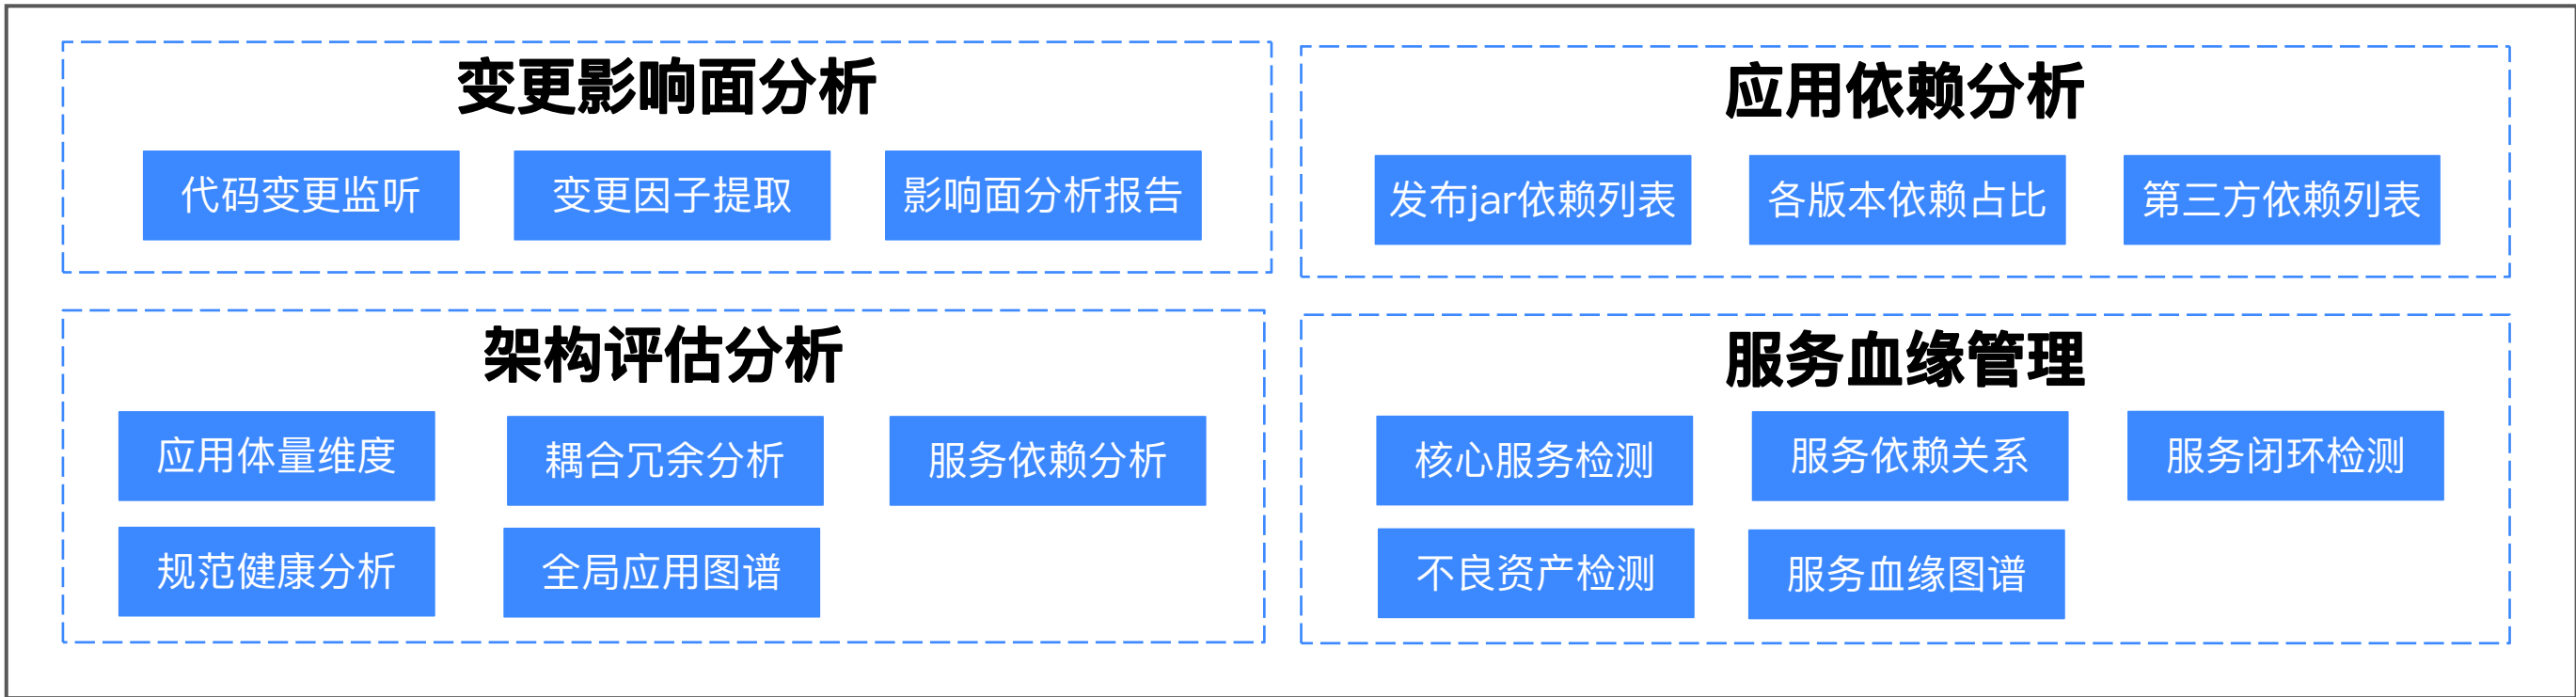 变更影响面分析
代码变更监听
变更因子提取
影响面分析报告
应用依赖分析
发布jar依赖列表
各版本依赖占比
第三方依赖列表
架构评估分析
应用体量维度
耦合冗余分析
服务依赖分析
规范健康分析
全局应用图谱
服务血缘管理
核心服务检测
服务依赖关系
服务闭环检测
不良资产检测
服务血缘图谱